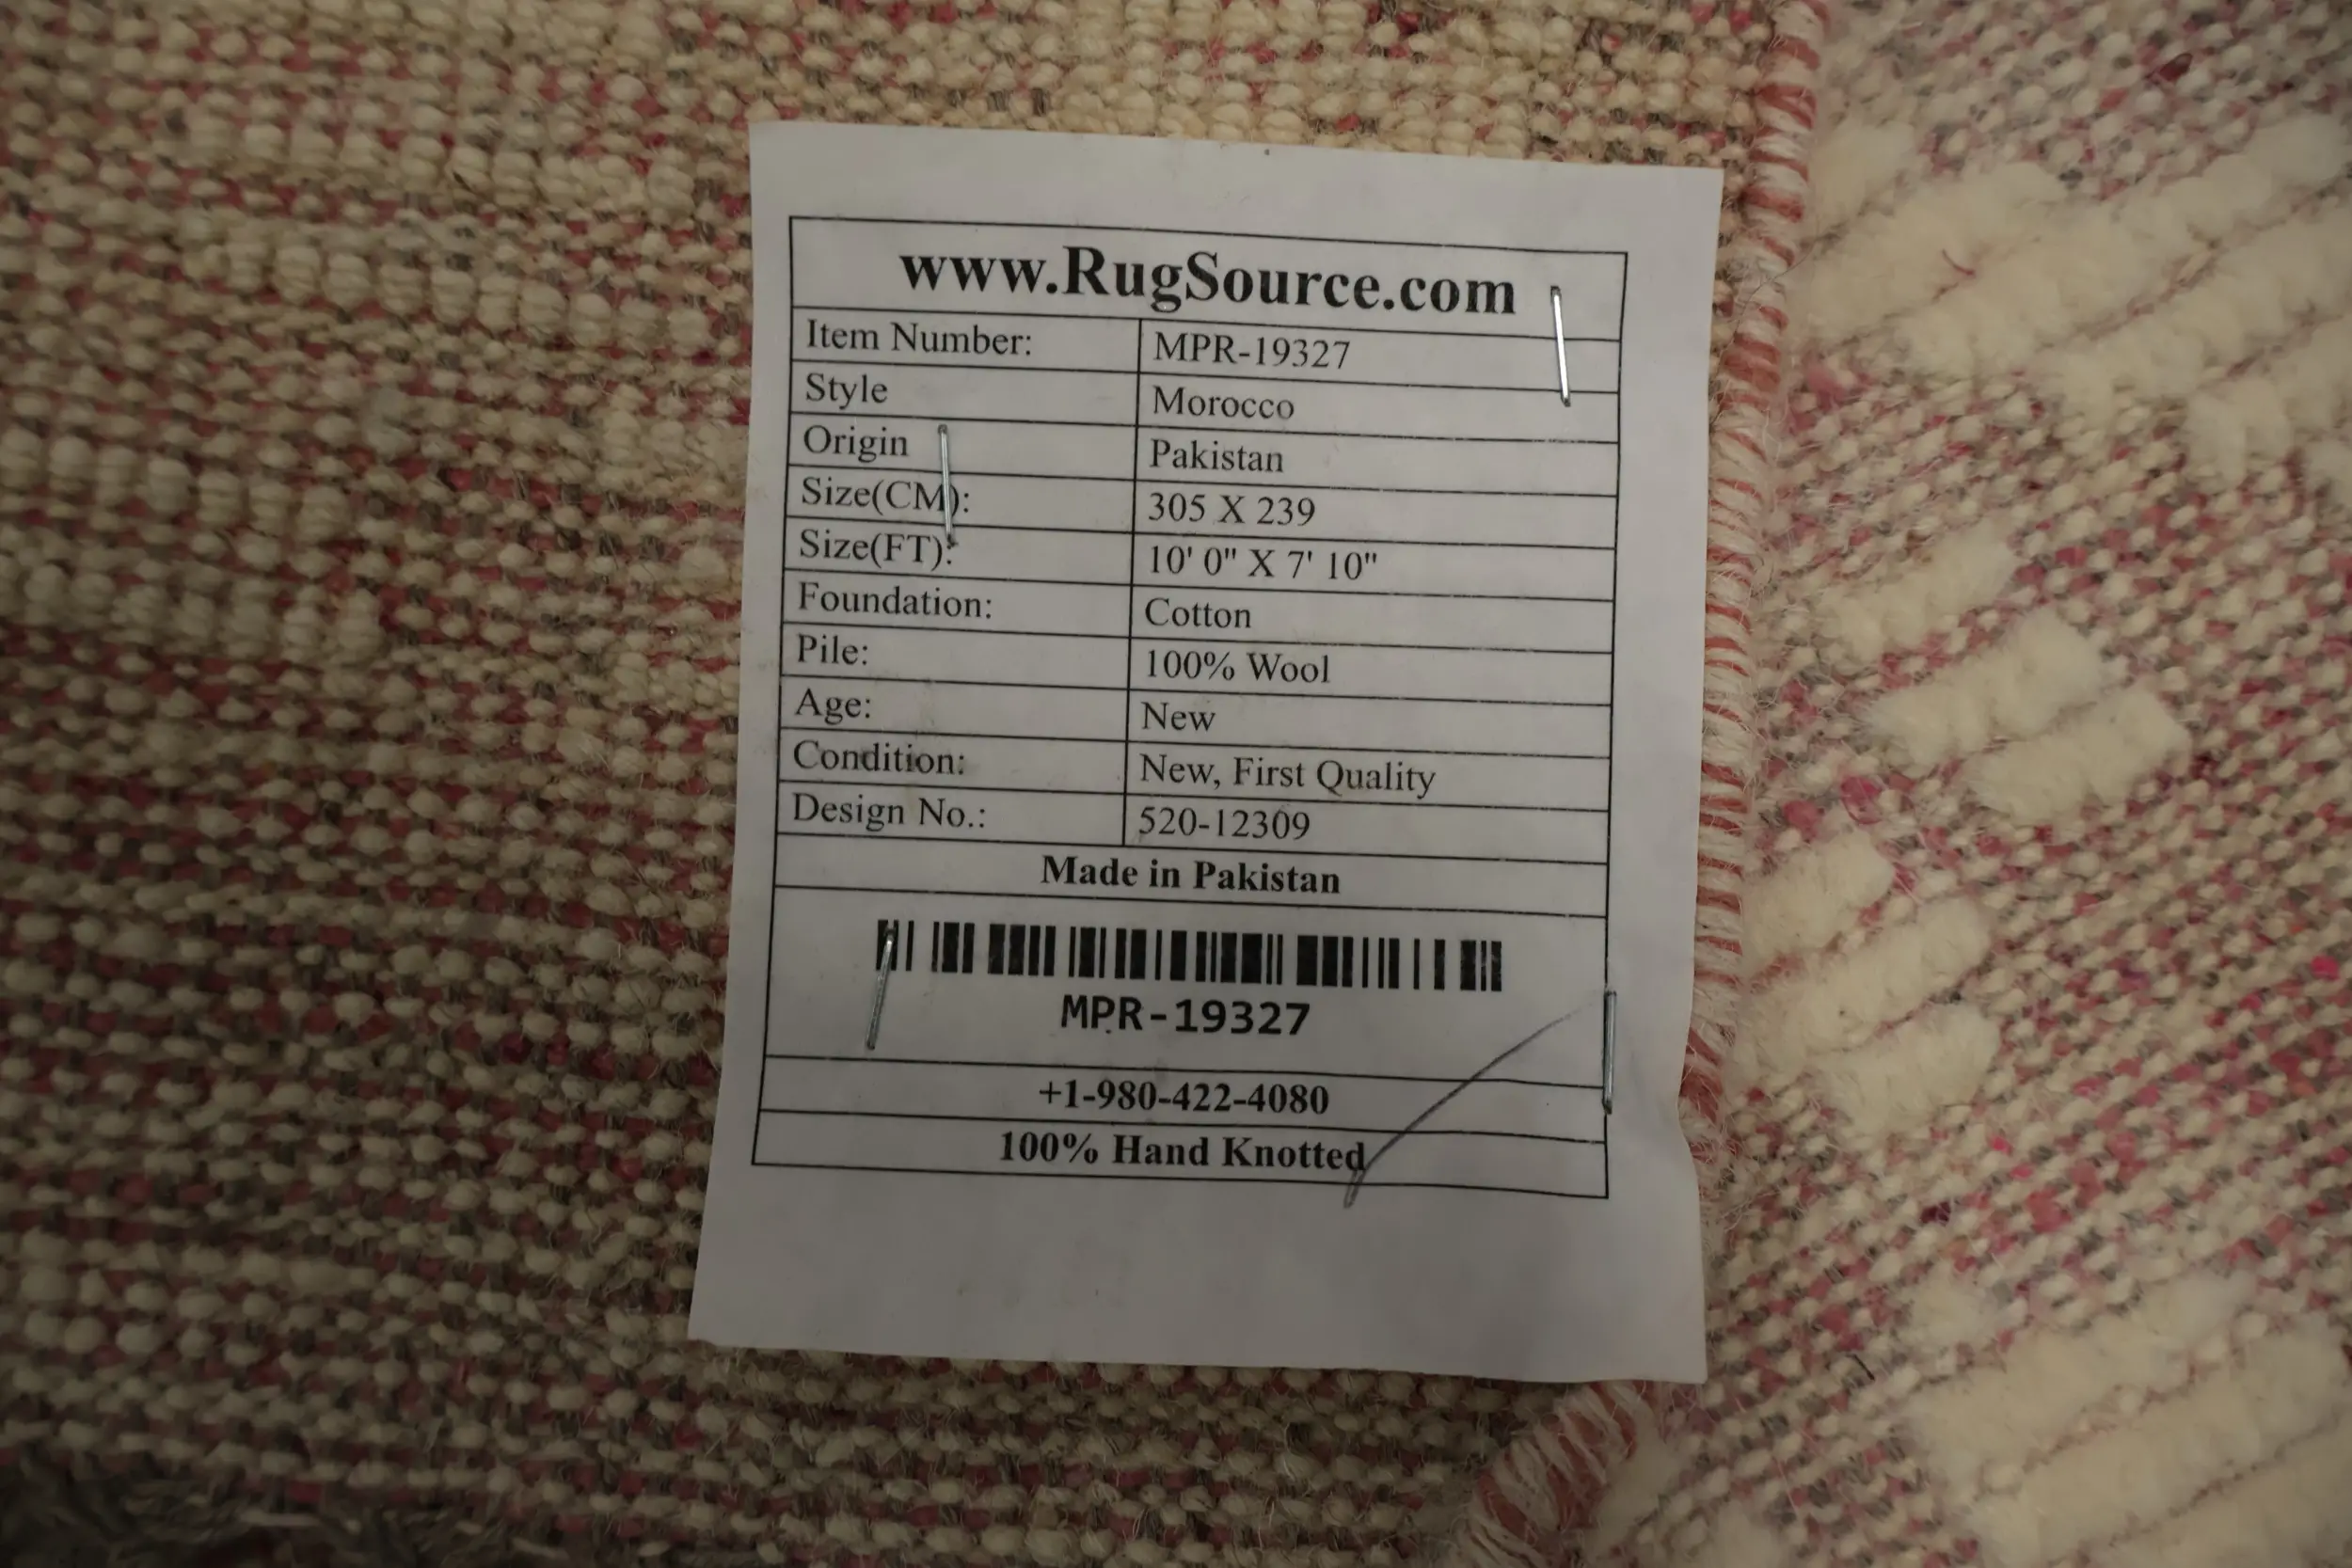 www.RugSource.com
Item Number: MPR-19327
Style Morocco
Origin Pakistan
Size(CM): 305 X 239
Size(FT): 10' 0" X 7' 10"
Foundation: Cotton
Pile: 100% Wool
Age: New
Condition: New, First Quality
Design No.: 520-12309
Made in Pakistan
MPR-19327
+1-980-422-4080
100% Hand Knotted